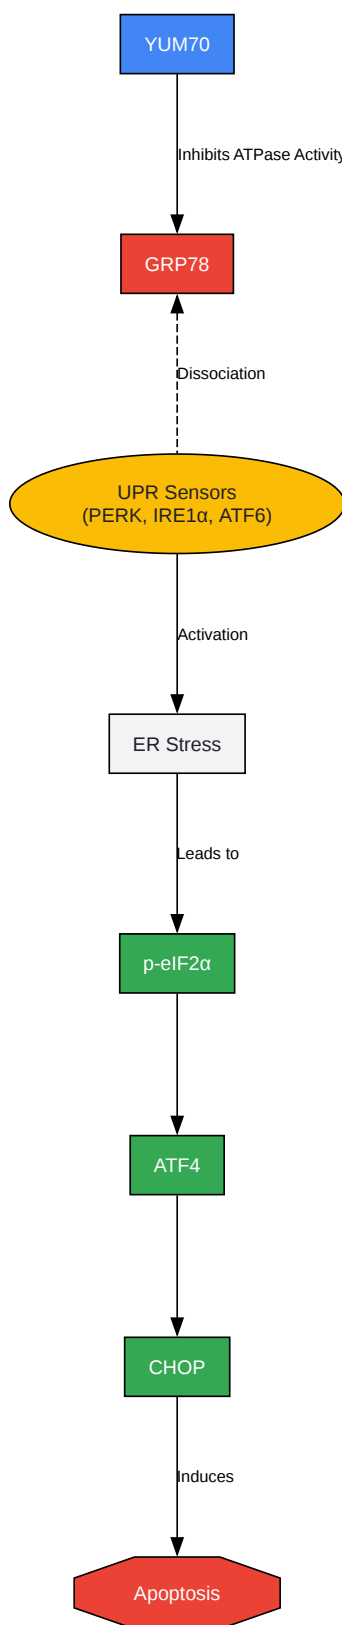 YUM70
Inhibits ATPase Activity
GRP78
Dissociation
UPR Sensors
(PERK, IRE1α, ATF6)
Activation
ER Stress
Leads to
p-eIF2α
ATF4
CHOP
Induces
Apoptosis